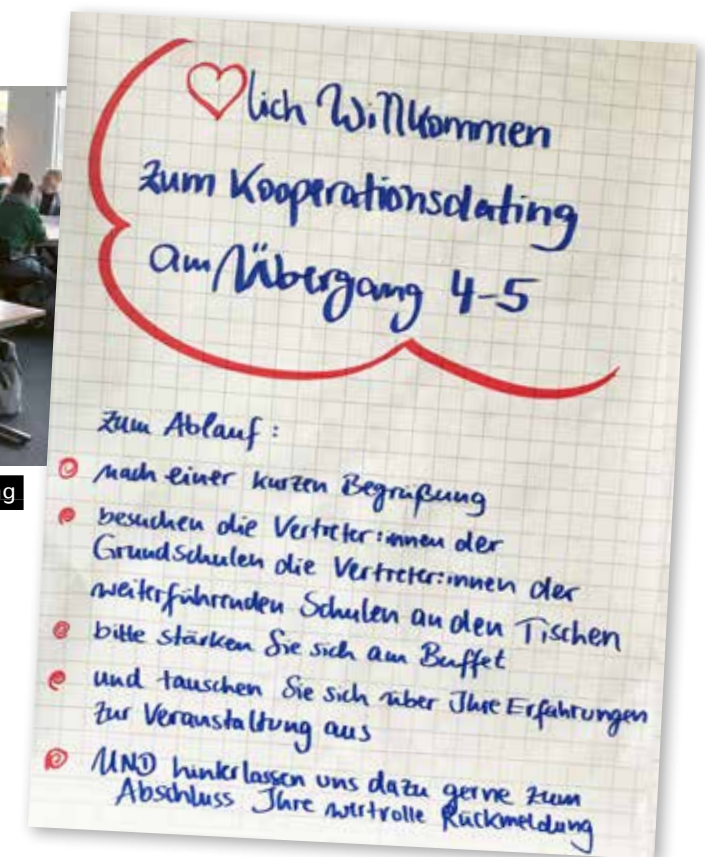 ♡lich Willkommen
zum Kooperationsdating
am Übergang 4-5
zum Ablauf :
nach einer kurzen Begrüßung
besuchen die Vertreter:innen der
Grundschulen die Vertreter:innen der
weiterführenden Schulen an den Tischen
bitte stärken Sie sich am Buffet
und tauschen Sie sich über Ihre Erfahrungen
zur Veranstaltung aus
UND hinterlassen uns dazu gerne zum
Abschluss Ihre wertvolle Rückmeldung